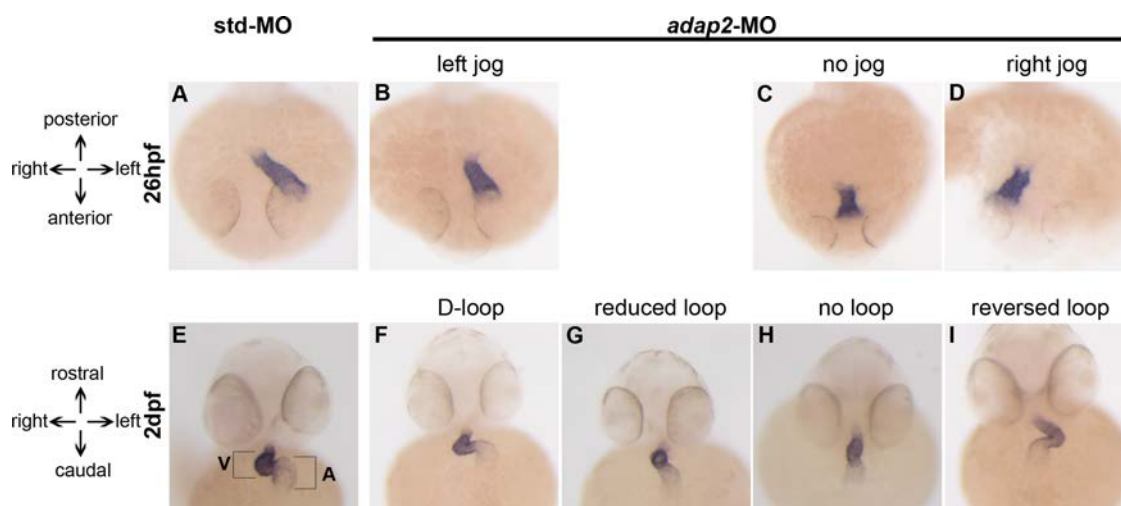 std-MO
adap2-MO
left jog
no jog
right jog
A
B
C
D
posterior
right
left
anterior
26hpf
D-loop
reduced loop
no loop
reversed loop
E
F
G
H
I
rostral
right
left
caudal
2dpf
V
A